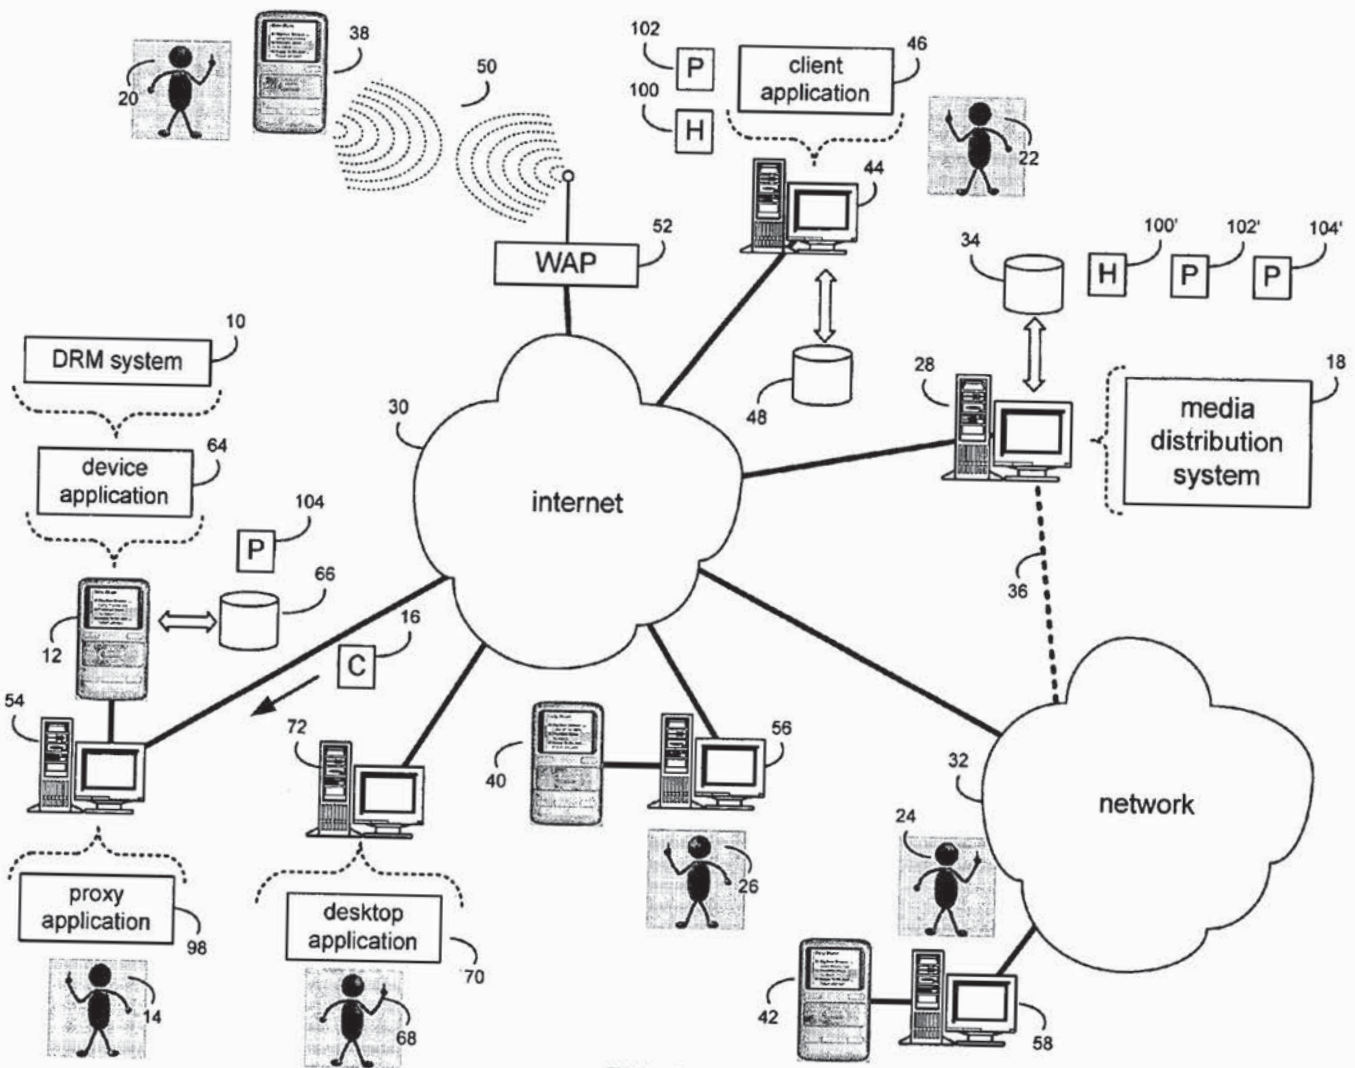 38
102
P
46
client
application
20
50
100
H
22
44
52
WAP
34
100'
H
102'
P
104'
P
10
DRM system
48
28
18
media
distribution
system
30
64
device
application
internet
104
P
66
12
16
C
36
54
72
40
56
32
network
24
26
proxy
application
98
desktop
application
70
14
68
42
58